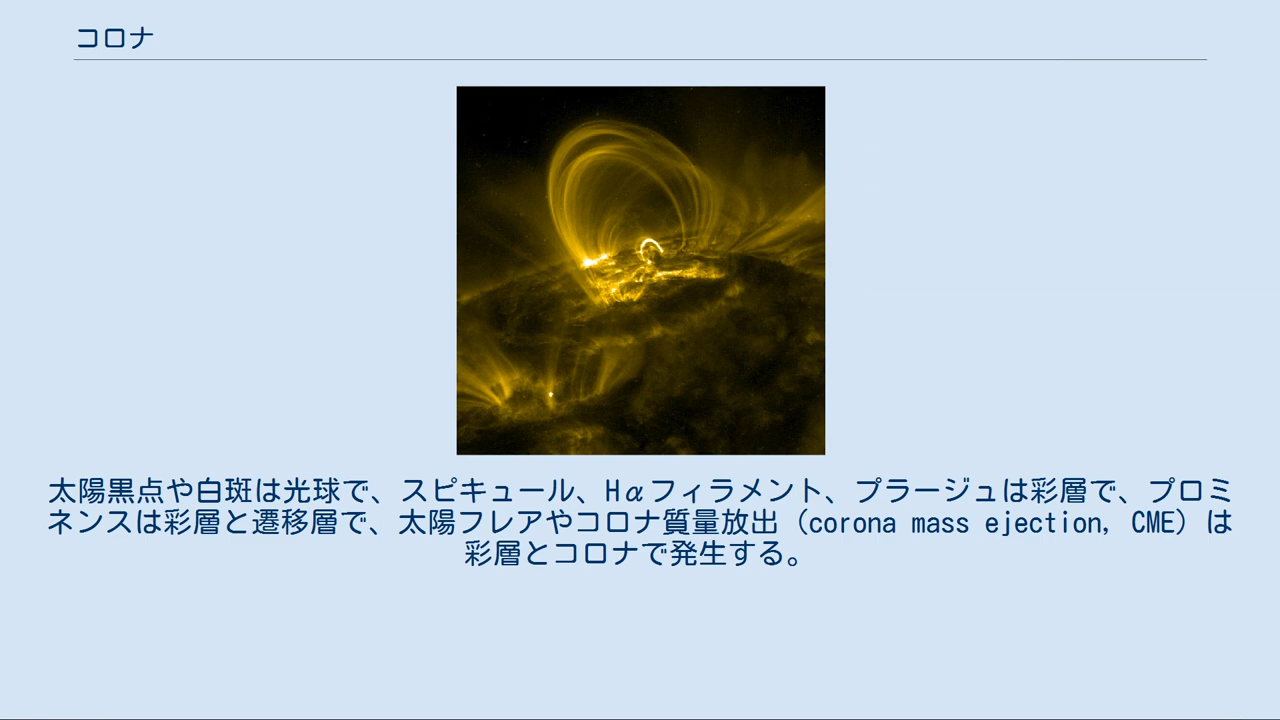 コロナ
太陽黒点や白斑は光球で、スピキュール、Hαフィラメント、プラージュは彩層で、プロミ
ネンスは彩層と遷移層で、太陽フレアやコロナ質量放出（corona mass ejection, CME）は
彩層とコロナで発生する。